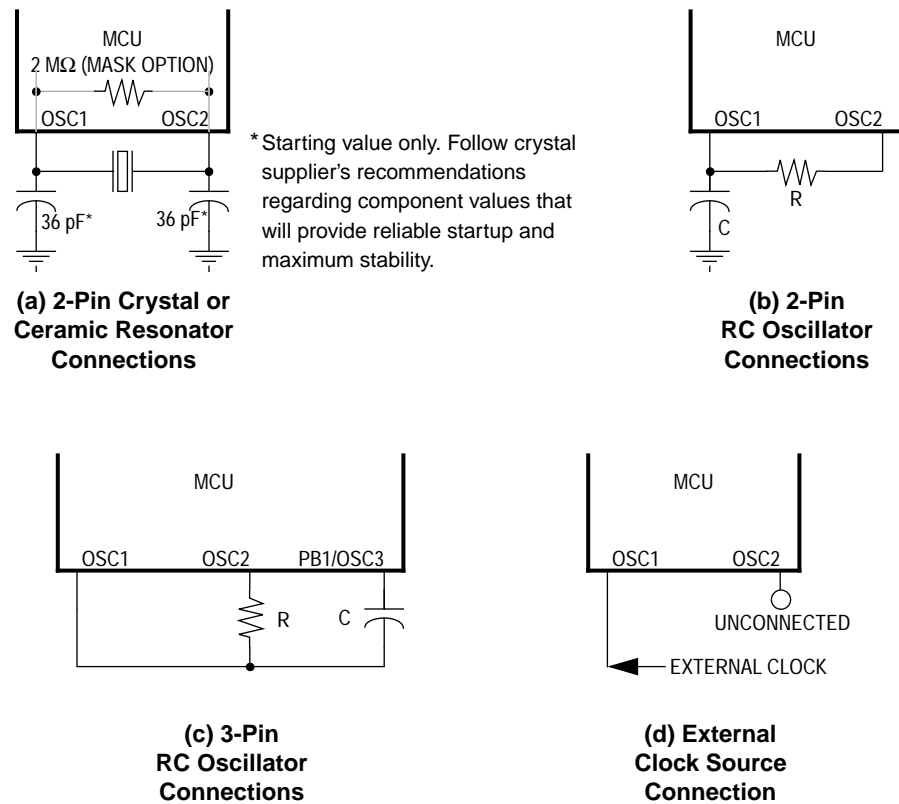 MCU
2 MΩ (MASK OPTION)
OSC1
OSC2
36 pF*
36 pF*
* Starting value only. Follow crystal
supplier's recommendations
regarding component values that
will provide reliable startup and
maximum stability.
(a) 2-Pin Crystal or
Ceramic Resonator
Connections
MCU
OSC1
OSC2
R
C
(b) 2-Pin
RC Oscillator
Connections
MCU
OSC1
OSC2
PB1/OSC3
R
C
(c) 3-Pin
RC Oscillator
Connections
MCU
OSC1
OSC2
UNCONNECTED
EXTERNAL CLOCK
(d) External
Clock Source
Connection